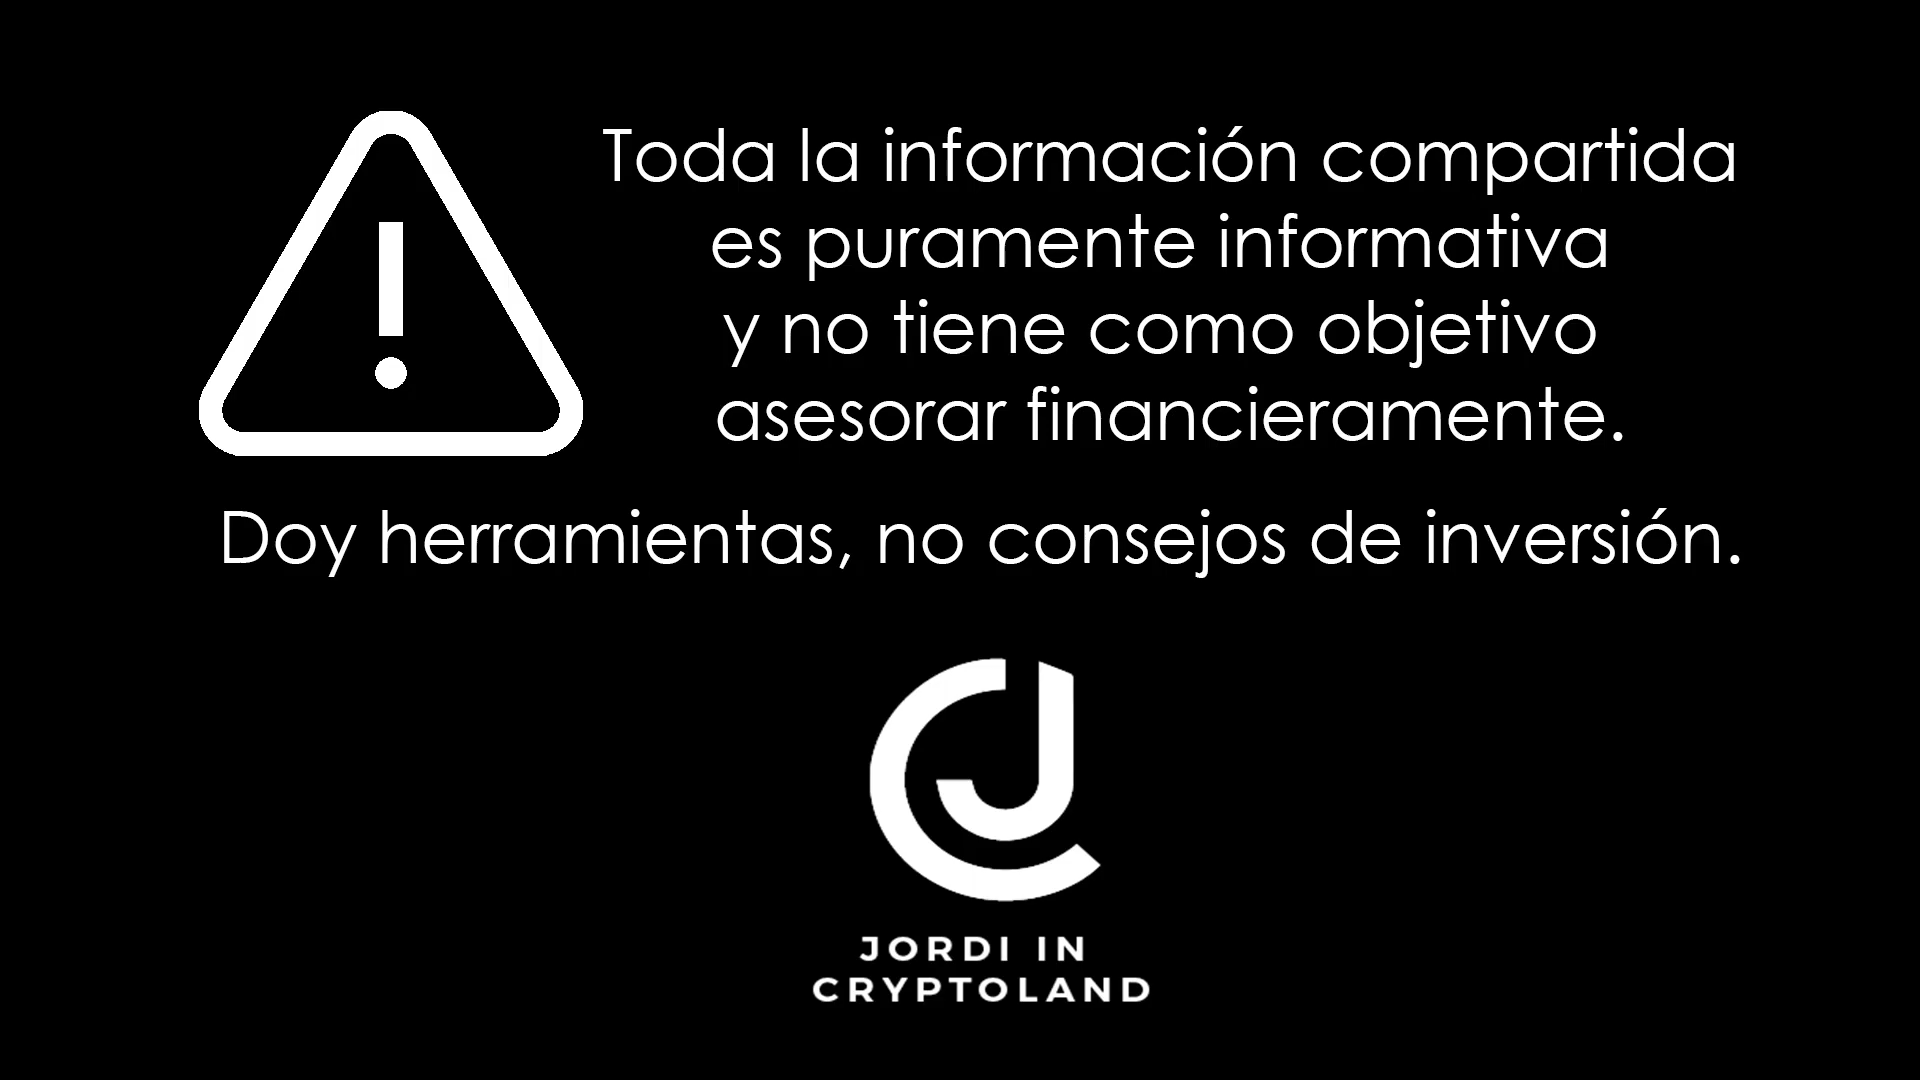 Toda la información compartida
es puramente informativa
y no tiene como objetivo
asesorar financieramente.
Doy herramientas, no consejos de inversión.
JORDI IN
CRYPTOLAND